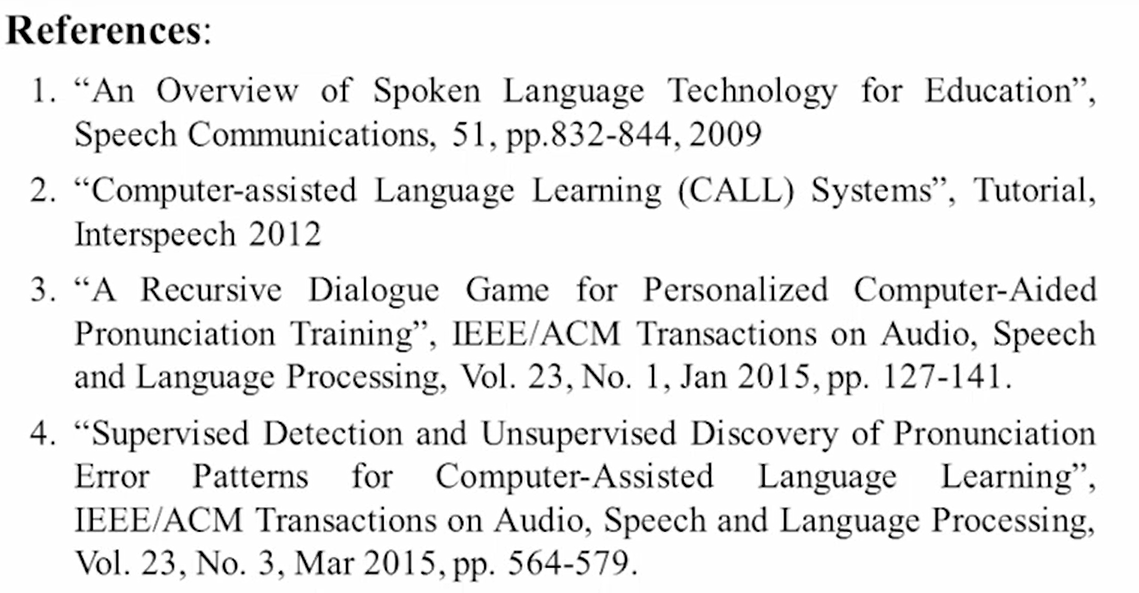 References:
1. “An Overview of Spoken Language Technology for Education”,
Speech Communications, 51, pp.832-844, 2009
2. “Computer-assisted Language Learning (CALL) Systems”, Tutorial,
Interspeech 2012
3. “A Recursive Dialogue Game for Personalized Computer-Aided
Pronunciation Training”, IEEE/ACM Transactions on Audio, Speech
and Language Processing, Vol. 23, No. 1, Jan 2015, pp. 127-141.
4. “Supervised Detection and Unsupervised Discovery of Pronunciation
Error Patterns for Computer-Assisted Language Learning”,
IEEE/ACM Transactions on Audio, Speech and Language Processing,
Vol. 23, No. 3, Mar 2015, pp. 564-579.